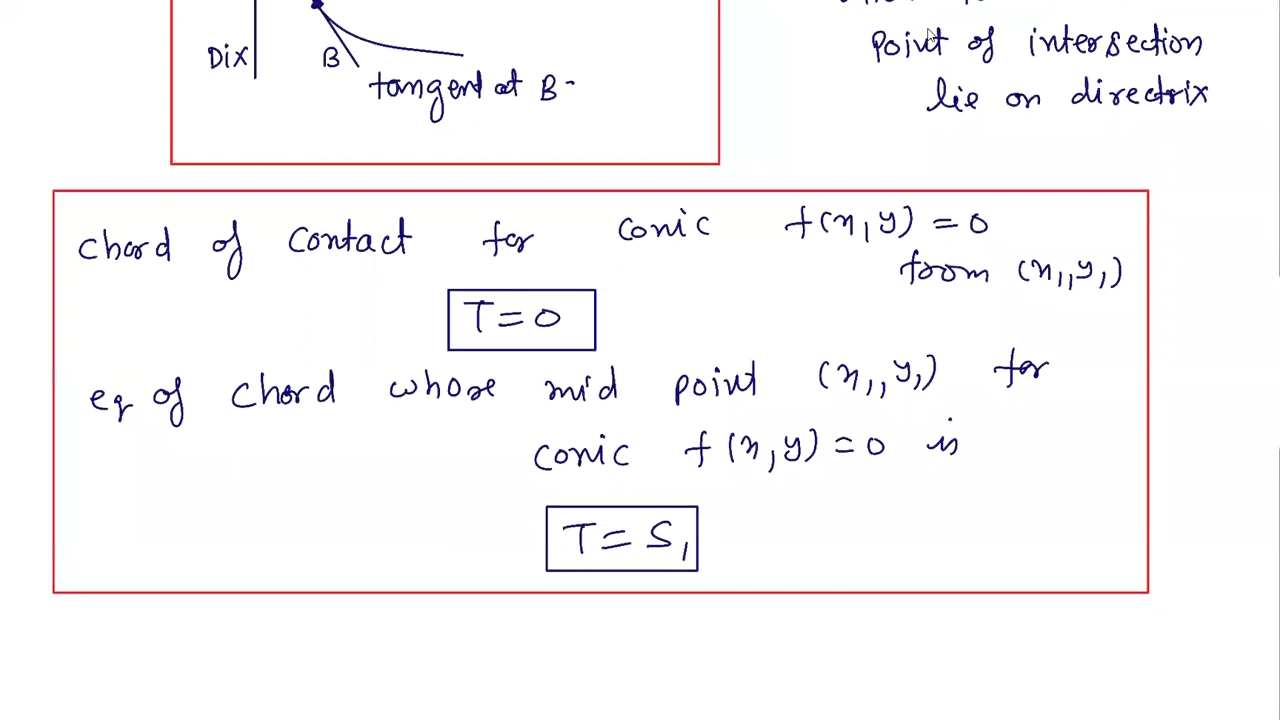 Dix
B
tangent at B
point of intersection
lie on directrix
chord of contact for conic f(x,y) = 0
from (x₁,y₁)
T = 0
eq of chord whose mid point (x₁,y₁) for
conic f(x,y) = 0 is
T = S₁